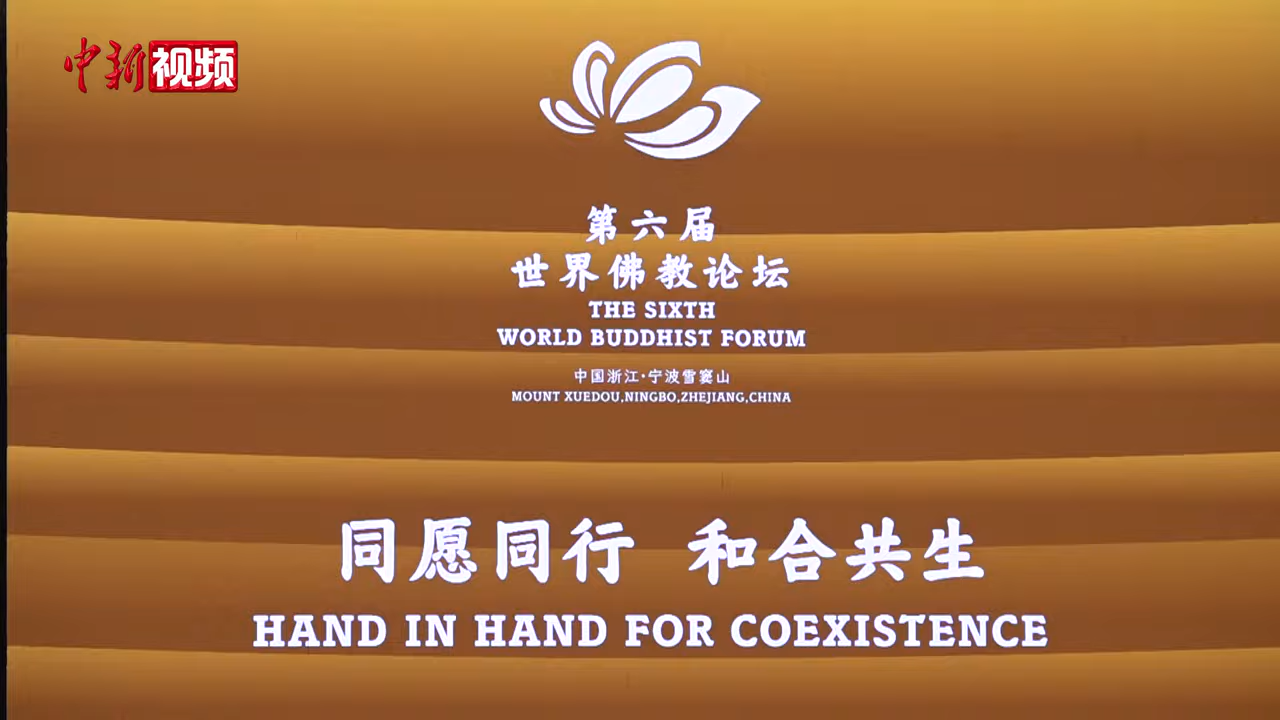 中新视频
第六届
世界佛教论坛
THE SIXTH
WORLD BUDDHIST FORUM
中国浙江·宁波雪窦山
MOUNT XUEDOU,NINGBO,ZHEJIANG,CHINA
同愿同行 和合共生
HAND IN HAND FOR COEXISTENCE